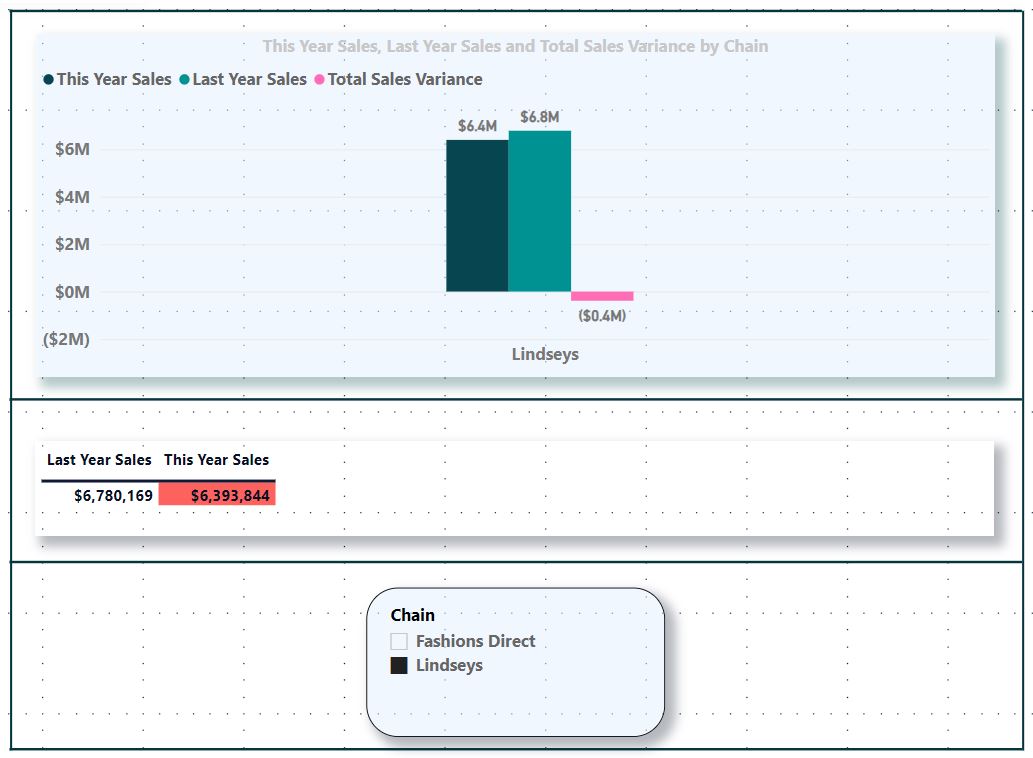 This Year Sales, Last Year Sales and Total Sales Variance by Chain
This Year Sales Last Year Sales Total Sales Variance
$6.4M
$6.8M
$6M
$4M
$2M
$0M
($0.4M)
($2M)
Lindseys
Last Year Sales This Year Sales
$6,780,169 $6,393,844
Chain
Fashions Direct
Lindseys